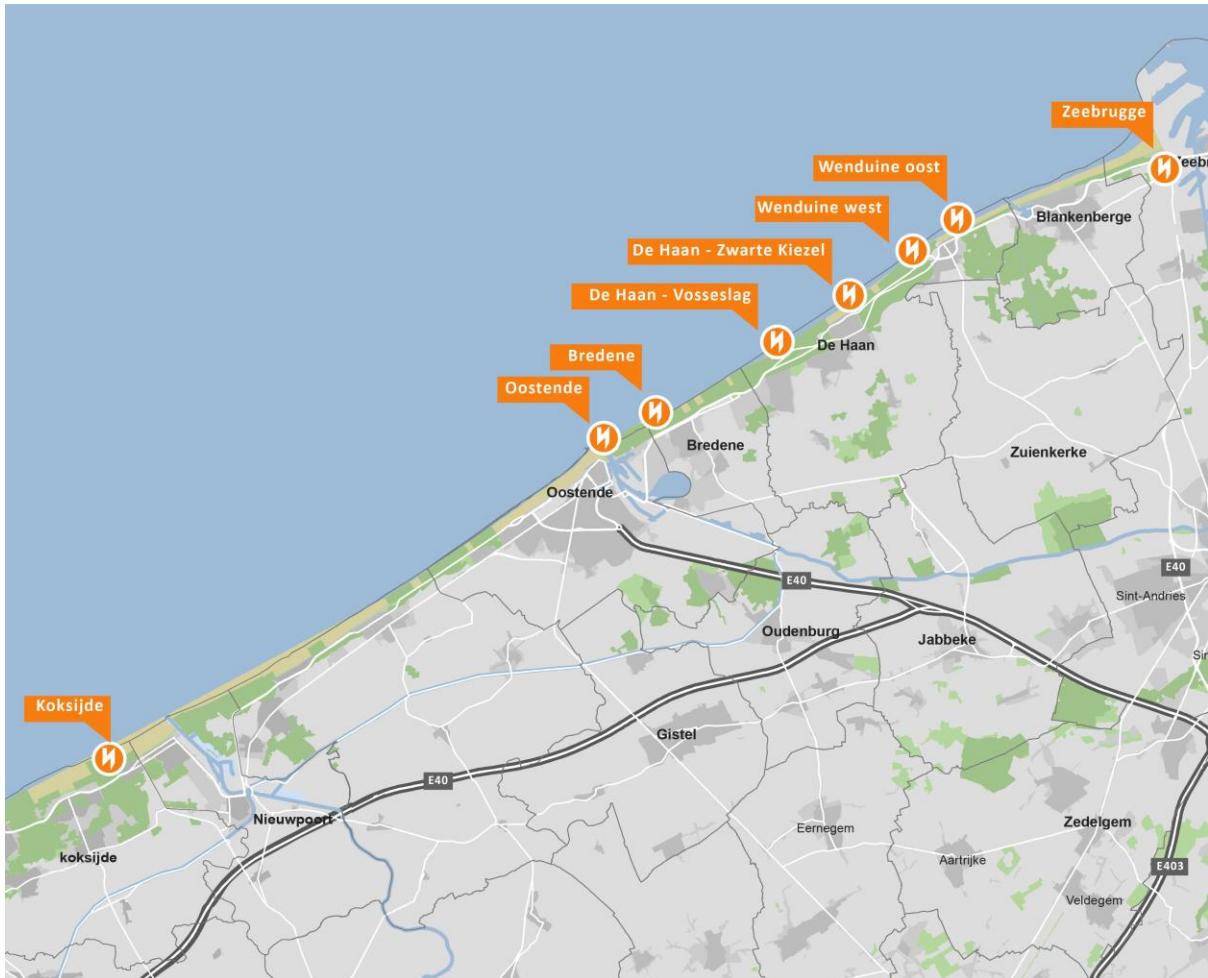 Zeebrugge
Wenduine oost
Wenduine west
Blankenberge
De Haan - Zwarte Kiezel
De Haan - Vosseslag
De Haan
Bredene
Oostende
Bredene
Zuienkerke
Oostende
E40
E40
Sint-Andries
Oudenburg
Jabbeke
Koksijde
Gistel
E40
Nieuwpoort
Eernegem
Zedelgem
koksijde
Aartrijke
E403
Veldegem